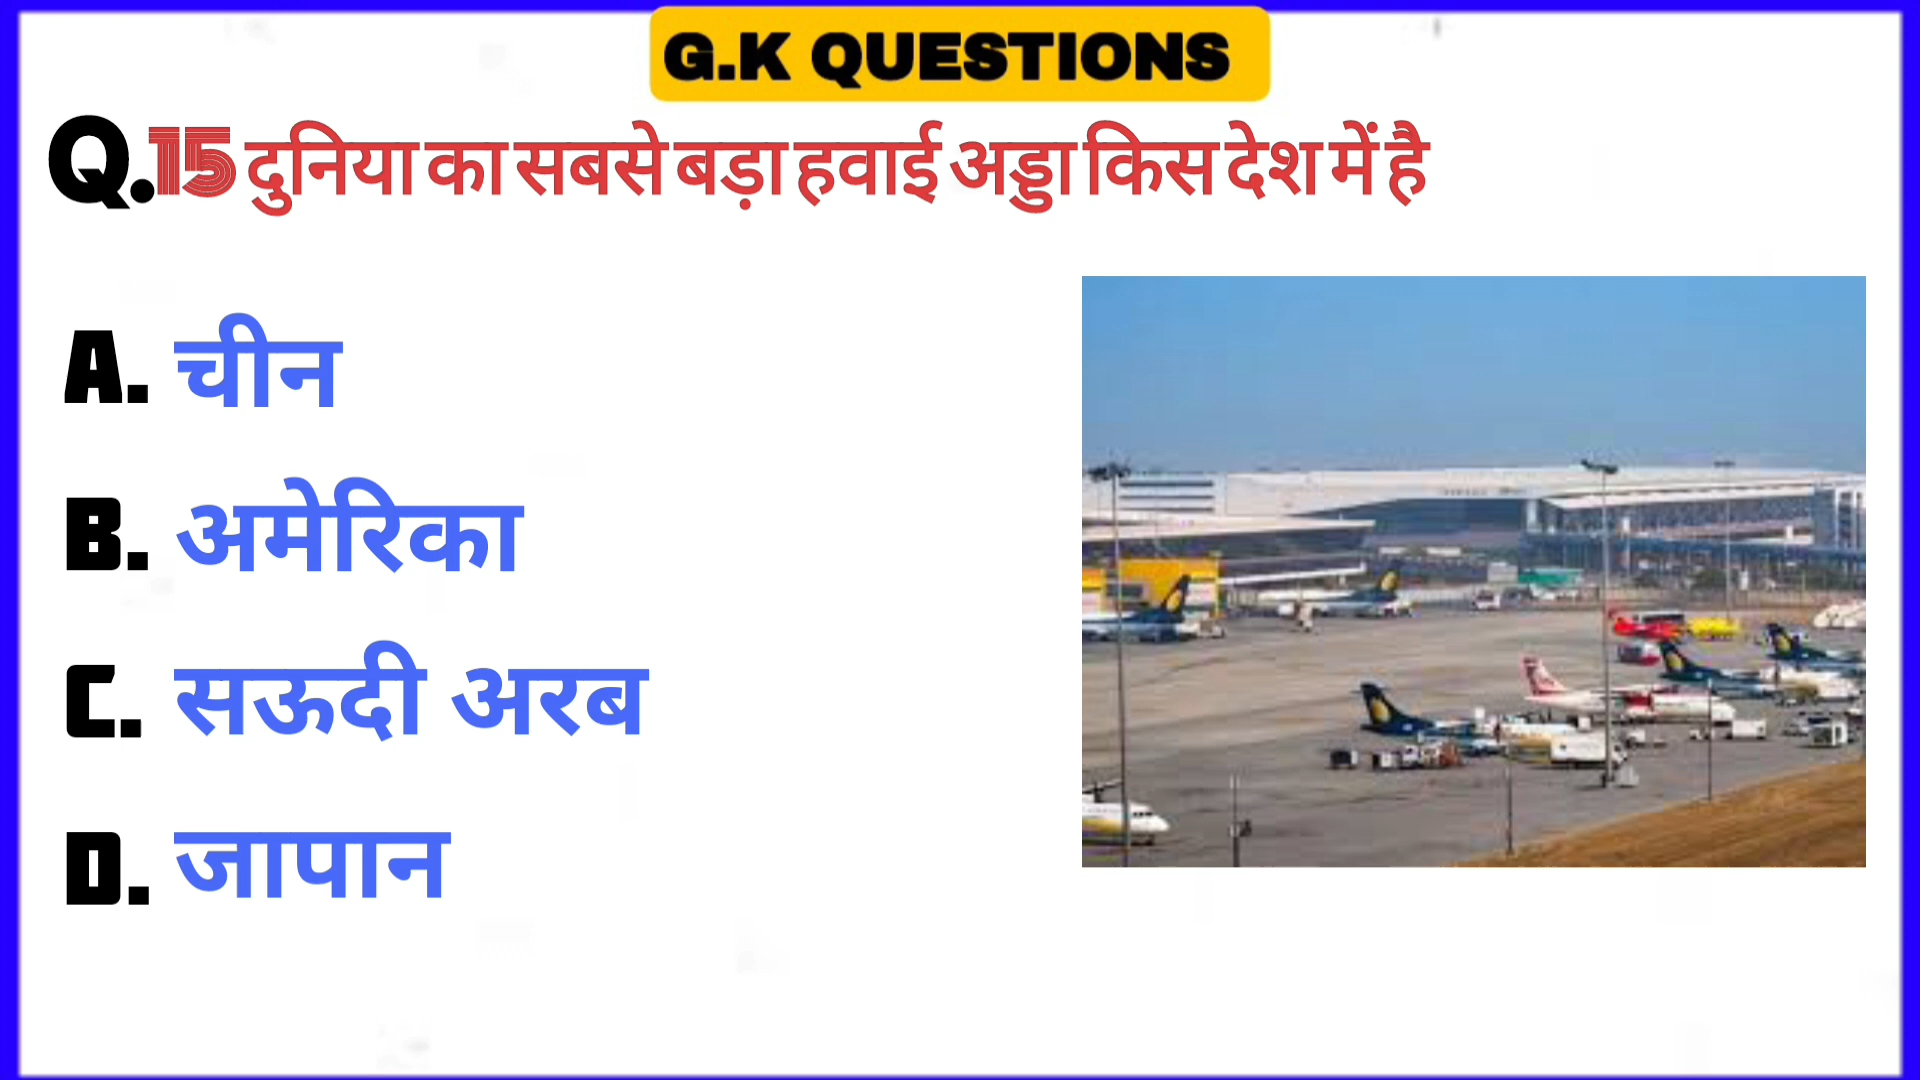 G.K QUESTIONS
Q.15 दुनिया का सबसे बड़ा हवाई अड्डा किस देश में है
A. चीन
B. अमेरिका
C. सऊदी अरब
D. जापान